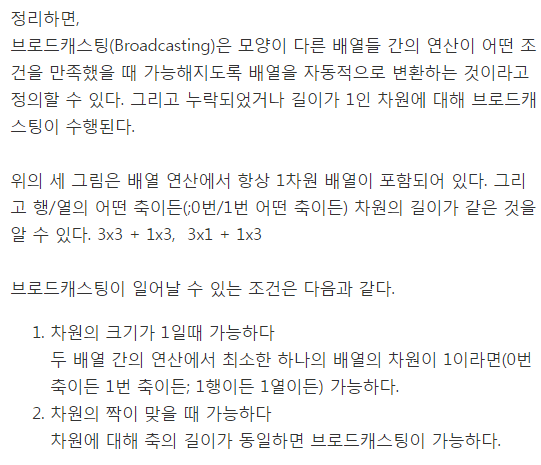 정리하면,
브로드캐스팅(Broadcasting)은 모양이 다른 배열들 간의 연산이 어떤 조
건을 만족했을 때 가능해지도록 배열을 자동적으로 변환하는 것이라고
정의할 수 있다. 그리고 누락되었거나 길이가 1인 차원에 대해 브로드캐
스팅이 수행된다.
위의 세 그림은 배열 연산에서 항상 1차원 배열이 포함되어 있다. 그리
고 행/열의 어떤 축이든(;0번/1번 어떤 축이든) 차원의 길이가 같은 것을
알 수 있다. 3x3 + 1x3,  3x1 + 1x3
브로드캐스팅이 일어날 수 있는 조건은 다음과 같다.
1. 차원의 크기가 1일때 가능하다
두 배열 간의 연산에서 최소한 하나의 배열의 차원이 1이라면(0번
축이든 1번 축이든; 1행이든 1열이든) 가능하다.
2. 차원의 짝이 맞을 때 가능하다
차원에 대해 축의 길이가 동일하면 브로드캐스팅이 가능하다.